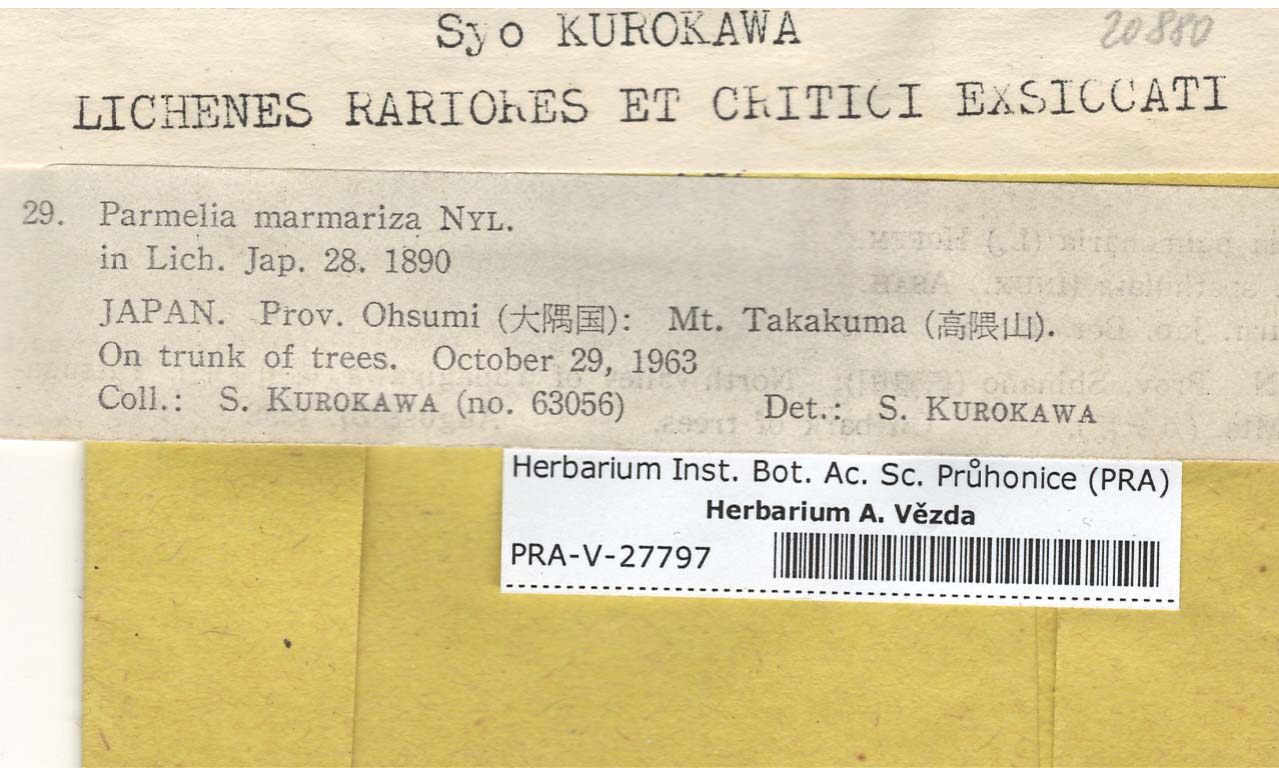 Syo KUROKAWA
20880
LICHENES RARIORES ET CRITICI EXSICCATI
29. Parmelia marmariza NYL.
in Lich. Jap. 28. 1890
JAPAN. Prov. Ohsumi (大隅国): Mt. Takakuma (高隈山).
On trunk of trees. October 29, 1963
Coll.: S. KUROKAWA (no. 63056) Det.: S. KUROKAWA
Herbarium Inst. Bot. Ac. Sc. Průhonice (PRA)
Herbarium A. Vězda
PRA-V-27797